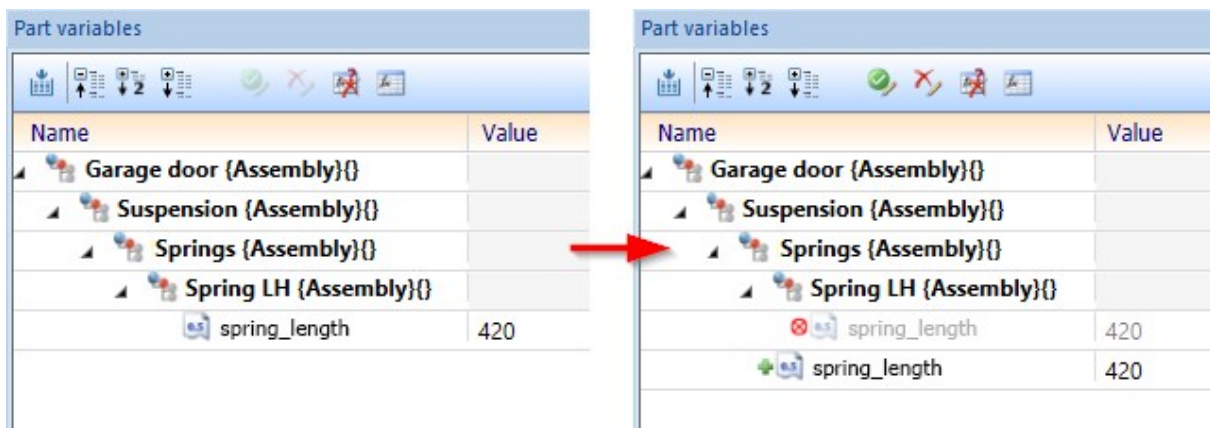 Part variables
Name Value
Garage door {Assembly}{}
Suspension {Assembly}{}
Springs {Assembly}{}
Spring LH {Assembly}{}
spring_length 420
Part variables
Name Value
Garage door {Assembly}{}
Suspension {Assembly}{}
Springs {Assembly}{}
Spring LH {Assembly}{}
spring_length 420
spring_length 420